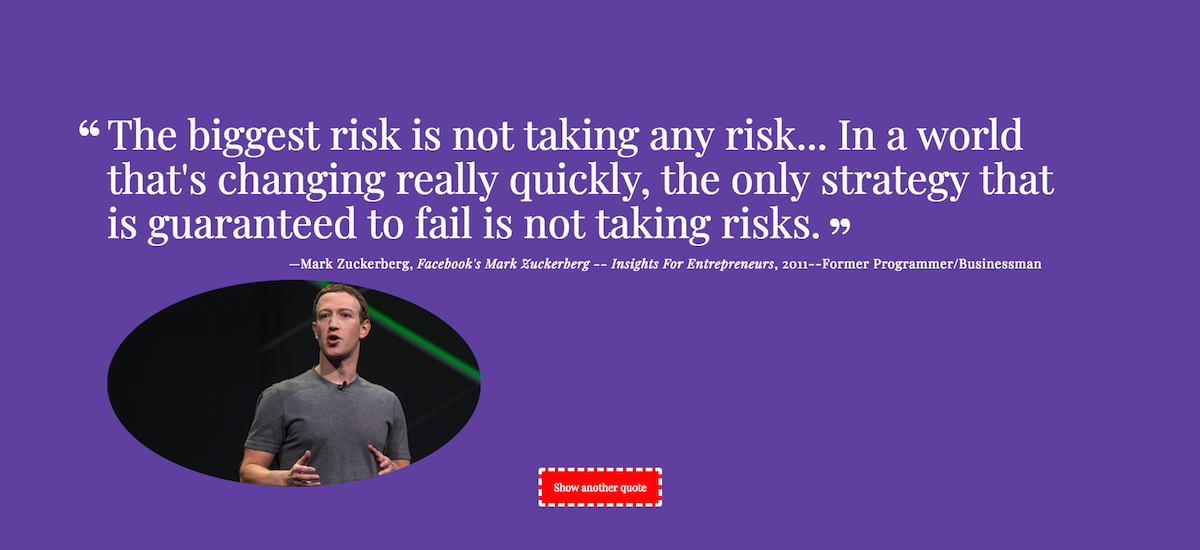 “ The biggest risk is not taking any risk... In a world
that's changing really quickly, the only strategy that
is guaranteed to fail is not taking risks. ”
—Mark Zuckerberg, Facebook's Mark Zuckerberg -- Insights For Entrepreneurs, 2011--Former Programmer/Businessman
Show another quote